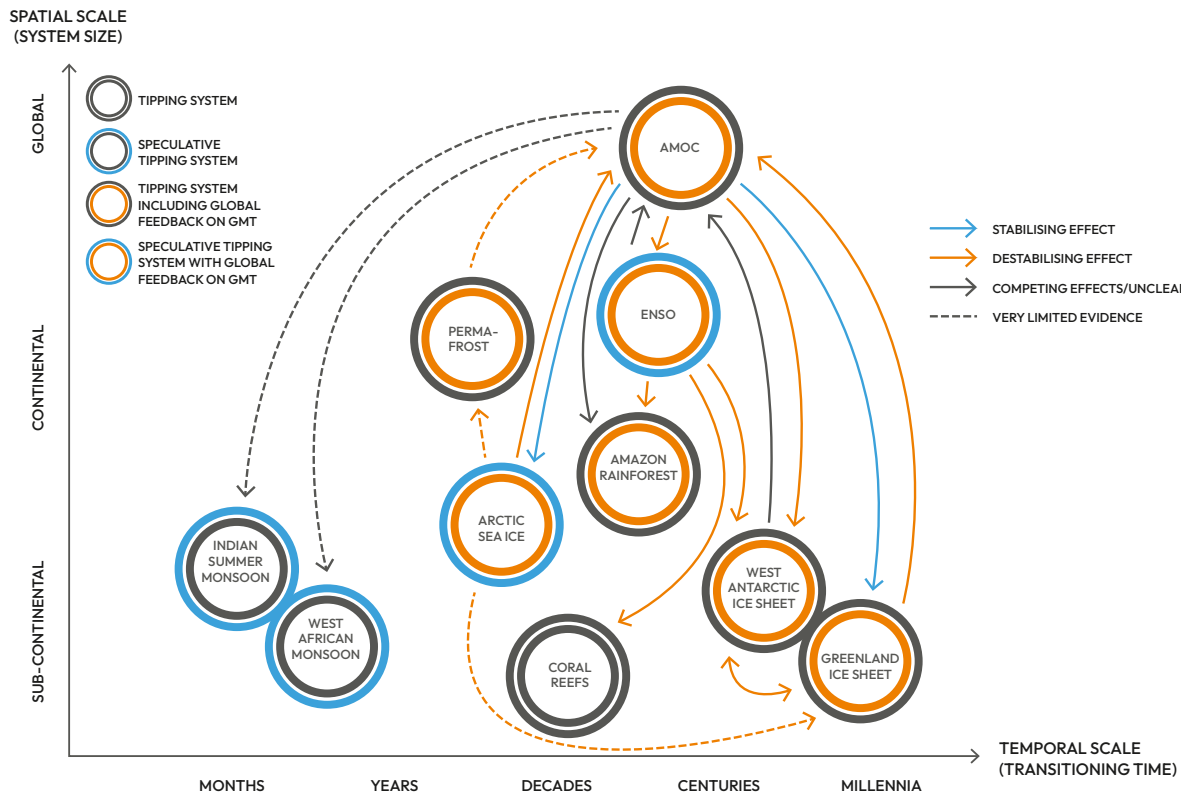 SPATIAL SCALE
(SYSTEM SIZE)
GLOBAL
CONTINENTAL
SUB-CONTINENTAL
TIPPING SYSTEM
SPECULATIVE
TIPPING SYSTEM
TIPPING SYSTEM
INCLUDING GLOBAL
FEEDBACK ON GMT
SPECULATIVE TIPPING
SYSTEM WITH GLOBAL
FEEDBACK ON GMT
STABILISING EFFECT
DESTABILISING EFFECT
COMPETING EFFECTS/UNCLEAR
VERY LIMITED EVIDENCE
AMOC
ENSO
PERMA-
FROST
AMAZON
RAINFOREST
ARCTIC
SEA ICE
INDIAN
SUMMER
MONSOON
WEST
AFRICAN
MONSOON
CORAL
REEFS
WEST
ANTARCTIC
ICE SHEET
GREENLAND
ICE SHEET
MONTHS
YEARS
DECADES
CENTURIES
MILLENNIA
TEMPORAL SCALE
(TRANSITIONING TIME)